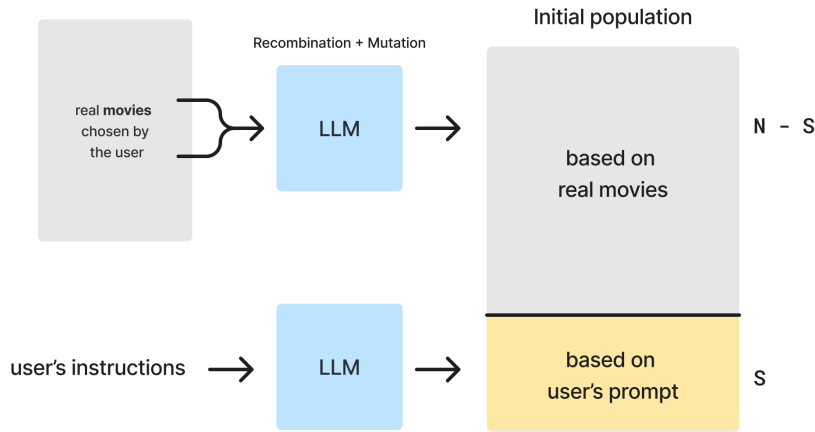 Initial population
Recombination + Mutation
real movies
chosen by
the user
LLM
based on
real movies
N - S
user's instructions
LLM
based on
user's prompt
S